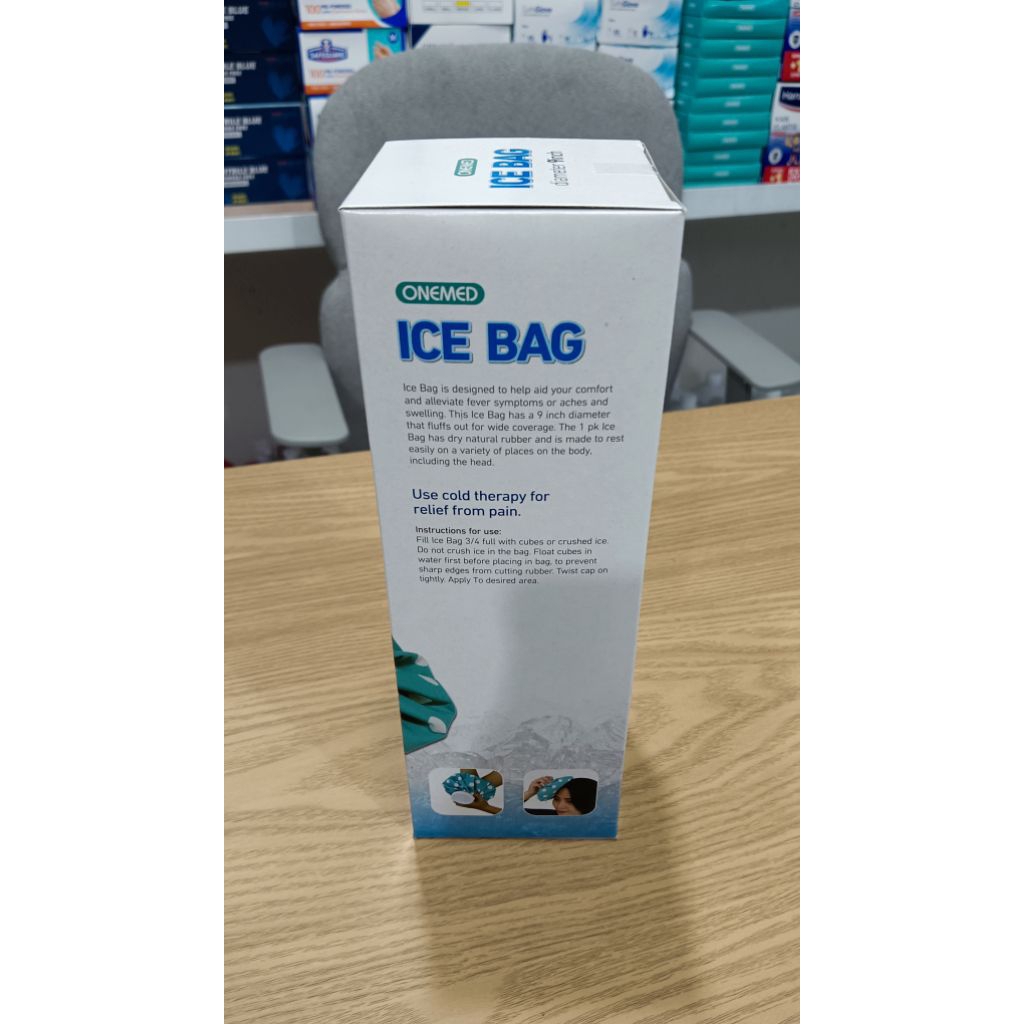 ONEMED
ICE BAG
diameter 9inch
ONEMED
ICE BAG
Ice Bag is designed to help aid your comfort
and alleviate fever symptoms or aches and
swelling. This Ice Bag has a 9 inch diameter
that fluffs out for wide coverage. The 1 pk Ice
Bag has dry natural rubber and is made to rest
easily on a variety of places on the body,
including the head.
Use cold therapy for
relief from pain.
Instructions for use:
Fill Ice Bag 3/4 full with cubes or crushed ice.
Do not crush ice in the bag. Float cubes in
water first before placing in bag, to prevent
sharp edges from cutting rubber. Twist cap on
tightly. Apply To desired area.